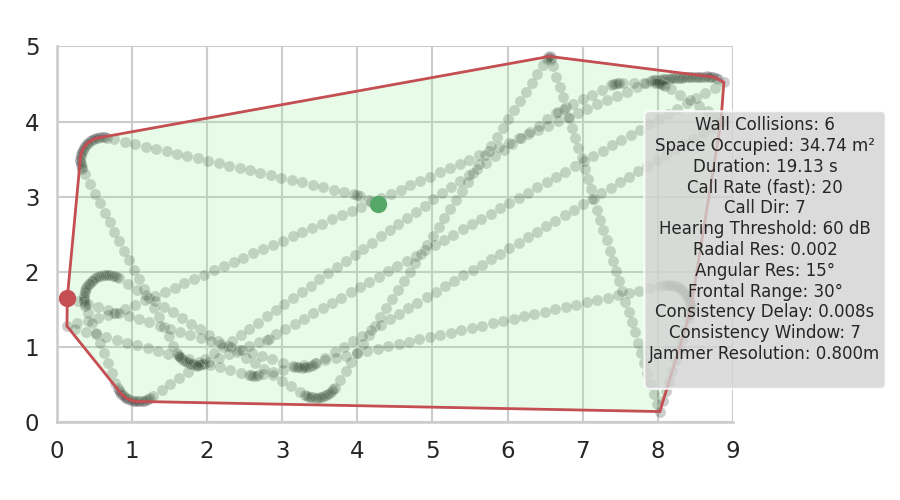 5
4
3
2
1
0
0 1 2 3 4 5 6 7 8 9
Wall Collisions: 6
Space Occupied: 34.74 m²
Duration: 19.13 s
Call Rate (fast): 20
Call Dir: 7
Hearing Threshold: 60 dB
Radial Res: 0.002
Angular Res: 15°
Frontal Range: 30°
Consistency Delay: 0.008s
Consistency Window: 7
Jammer Resolution: 0.800m